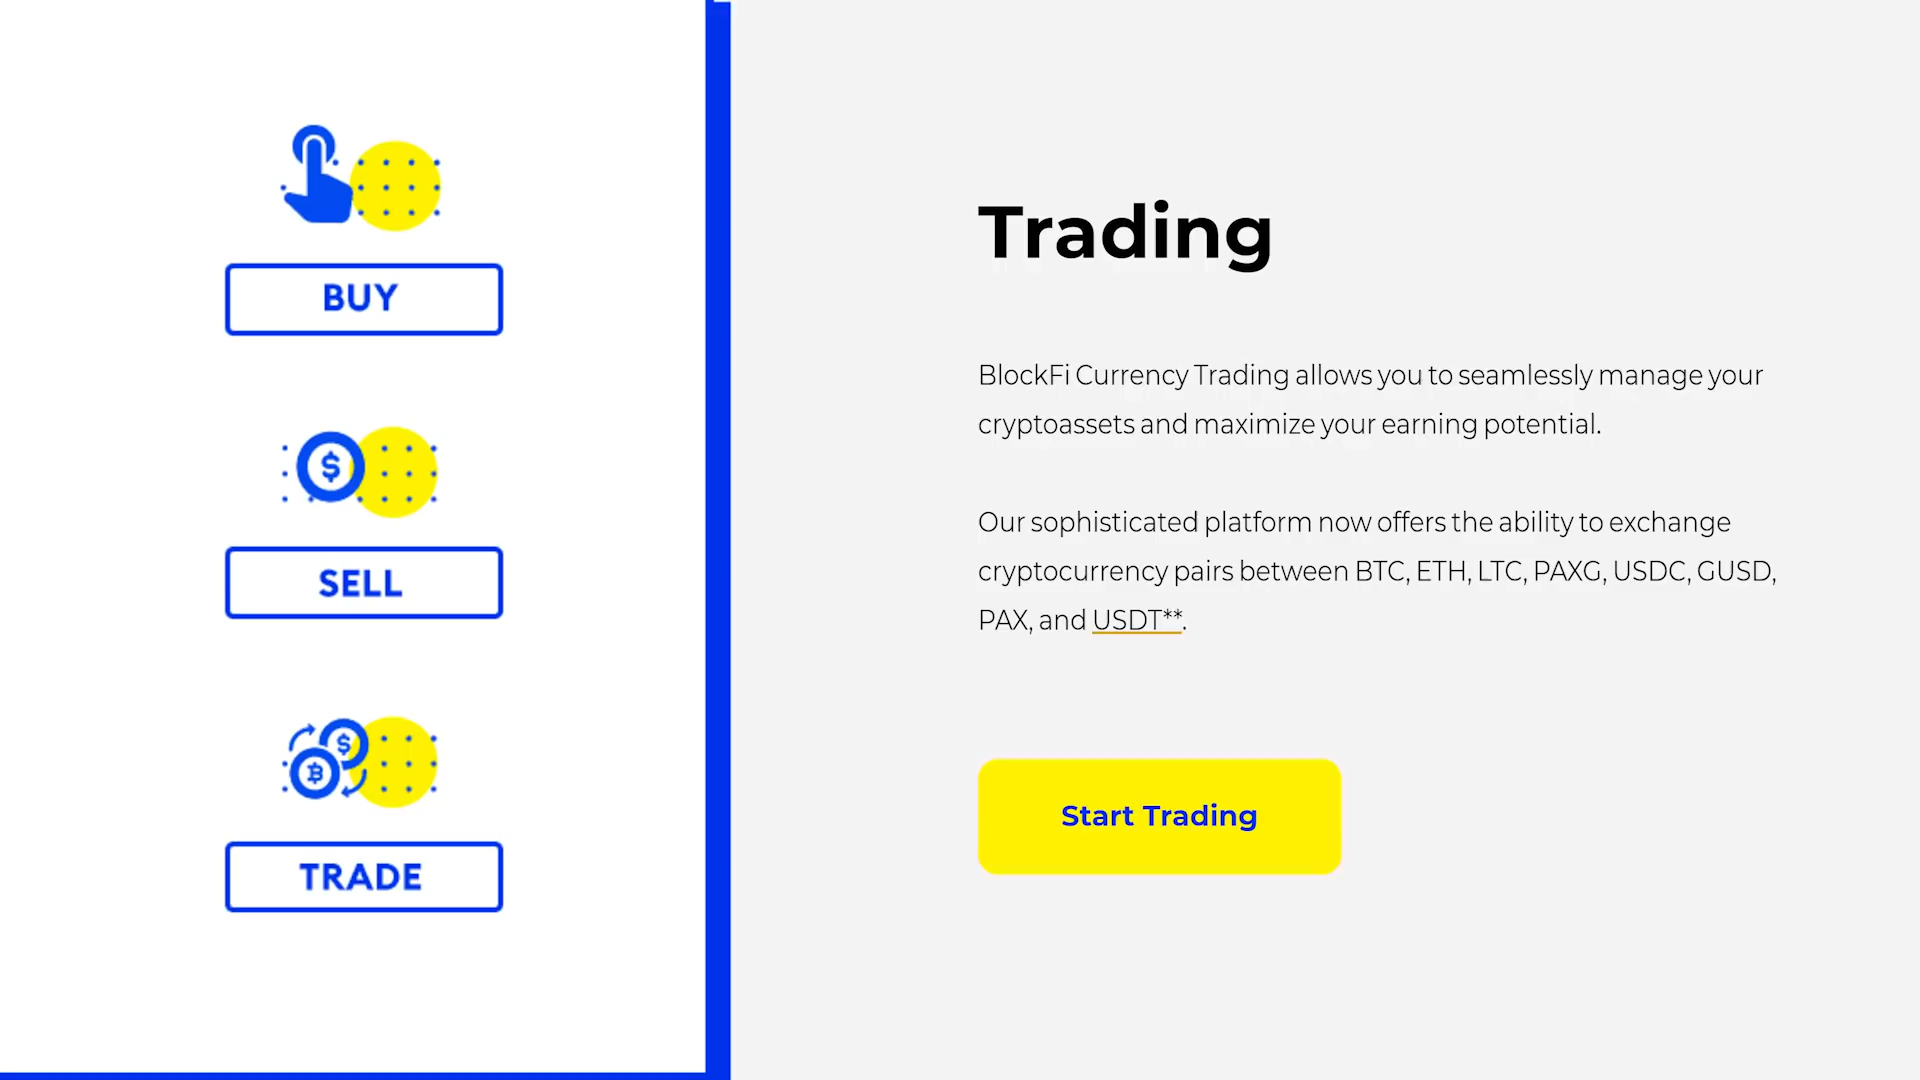 BUY
SELL
TRADE
Trading
BlockFi Currency Trading allows you to seamlessly manage your
cryptoassets and maximize your earning potential.
Our sophisticated platform now offers the ability to exchange
cryptocurrency pairs between BTC, ETH, LTC, PAXG, USDC, GUSD,
PAX, and USDT**.
Start Trading